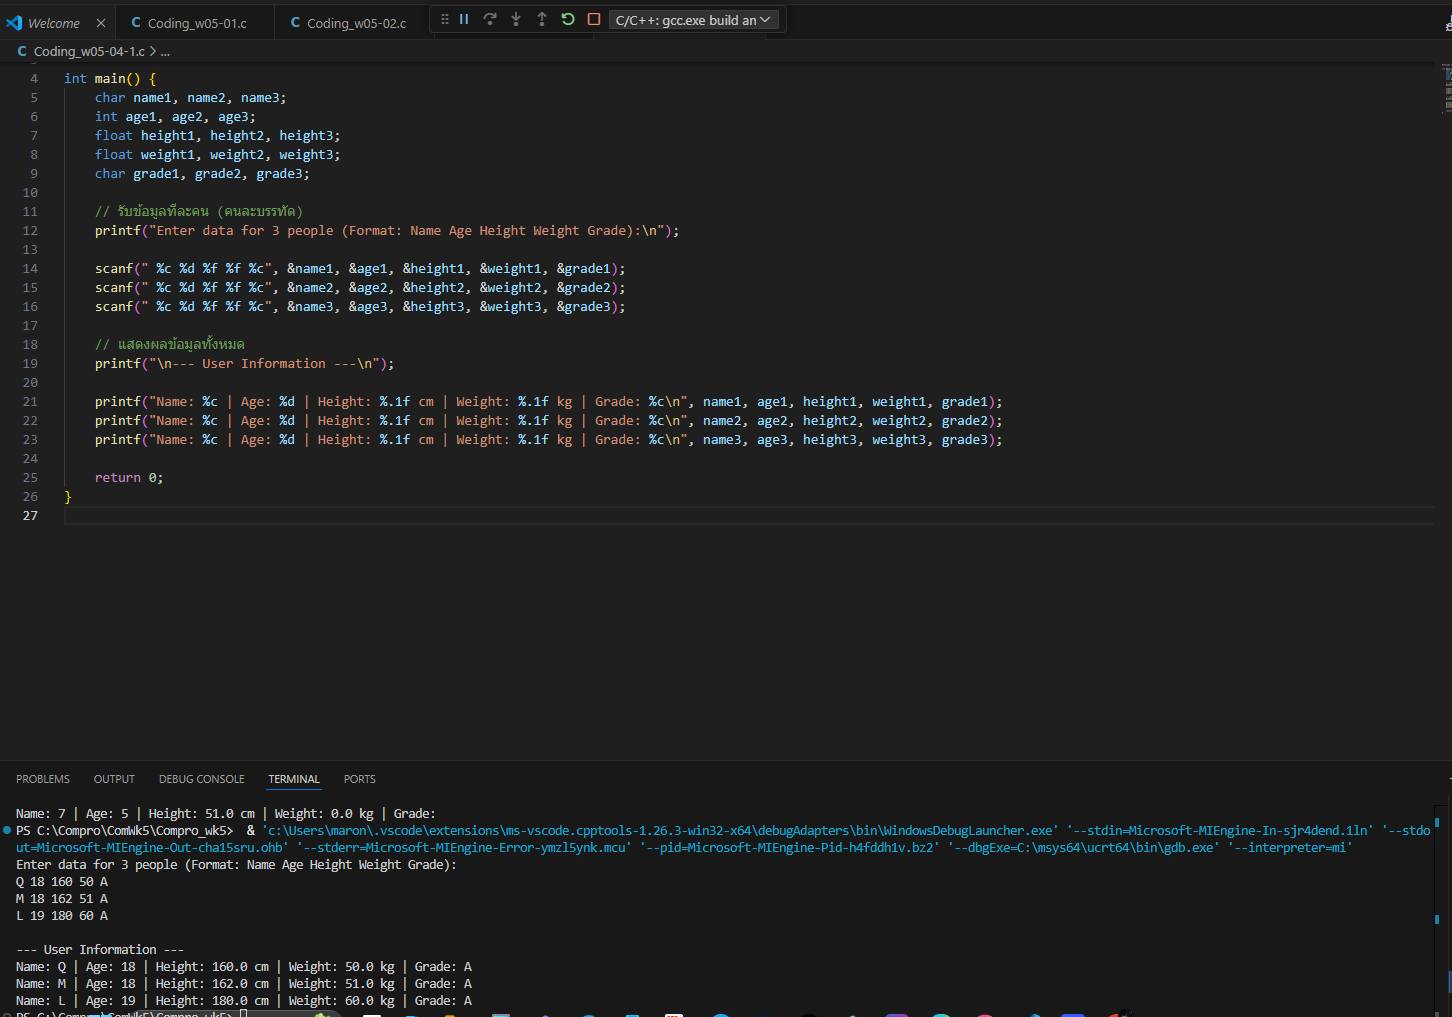 Welcome
C Coding_w05-01.c
C Coding_w05-02.c
C/C++: gcc.exe build an
C Coding_w05-04-1.c > ...
4 int main() {
5 char name1, name2, name3;
6 int age1, age2, age3;
7 float height1, height2, height3;
8 float weight1, weight2, weight3;
9 char grade1, grade2, grade3;
10
11 // รับข้อมูลทีละคน (คนละบรรทัด)
12 printf("Enter data for 3 people (Format: Name Age Height Weight Grade):\n");
13
14 scanf(" %c %d %f %f %c", &name1, &age1, &height1, &weight1, &grade1);
15 scanf(" %c %d %f %f %c", &name2, &age2, &height2, &weight2, &grade2);
16 scanf(" %c %d %f %f %c", &name3, &age3, &height3, &weight3, &grade3);
17
18 // แสดงผลข้อมูลทั้งหมด
19 printf("\n--- User Information ---\n");
20
21 printf("Name: %c | Age: %d | Height: %.1f cm | Weight: %.1f kg | Grade: %c\n", name1, age1, height1, weight1, grade1);
22 printf("Name: %c | Age: %d | Height: %.1f cm | Weight: %.1f kg | Grade: %c\n", name2, age2, height2, weight2, grade2);
23 printf("Name: %c | Age: %d | Height: %.1f cm | Weight: %.1f kg | Grade: %c\n", name3, age3, height3, weight3, grade3);
24
25 return 0;
26 }
27
PROBLEMS OUTPUT DEBUG CONSOLE TERMINAL PORTS
Name: 7 | Age: 5 | Height: 51.0 cm | Weight: 0.0 kg | Grade:
PS C:\Compro\ComWk5\Compro_wk5> & 'c:\Users\maron\.vscode\extensions\ms-vscode.cpptools-1.26.3-win32-x64\debugAdapters\bin\WindowsDebugLauncher.exe' '--stdin=Microsoft-MIEngine-In-sjr4dend.1ln' '--stdo
ut=Microsoft-MIEngine-Out-cha15sru.ohb' '--stderr=Microsoft-MIEngine-Error-ymzl5ynk.mcu' '--pid=Microsoft-MIEngine-Pid-h4fddh1v.bz2' '--dbgExe=C:\msys64\ucrt64\bin\gdb.exe' '--interpreter=mi'
Enter data for 3 people (Format: Name Age Height Weight Grade):
Q 18 160 50 A
M 18 162 51 A
L 19 180 60 A
--- User Information ---
Name: Q | Age: 18 | Height: 160.0 cm | Weight: 50.0 kg | Grade: A
Name: M | Age: 18 | Height: 162.0 cm | Weight: 51.0 kg | Grade: A
Name: L | Age: 19 | Height: 180.0 cm | Weight: 60.0 kg | Grade: A